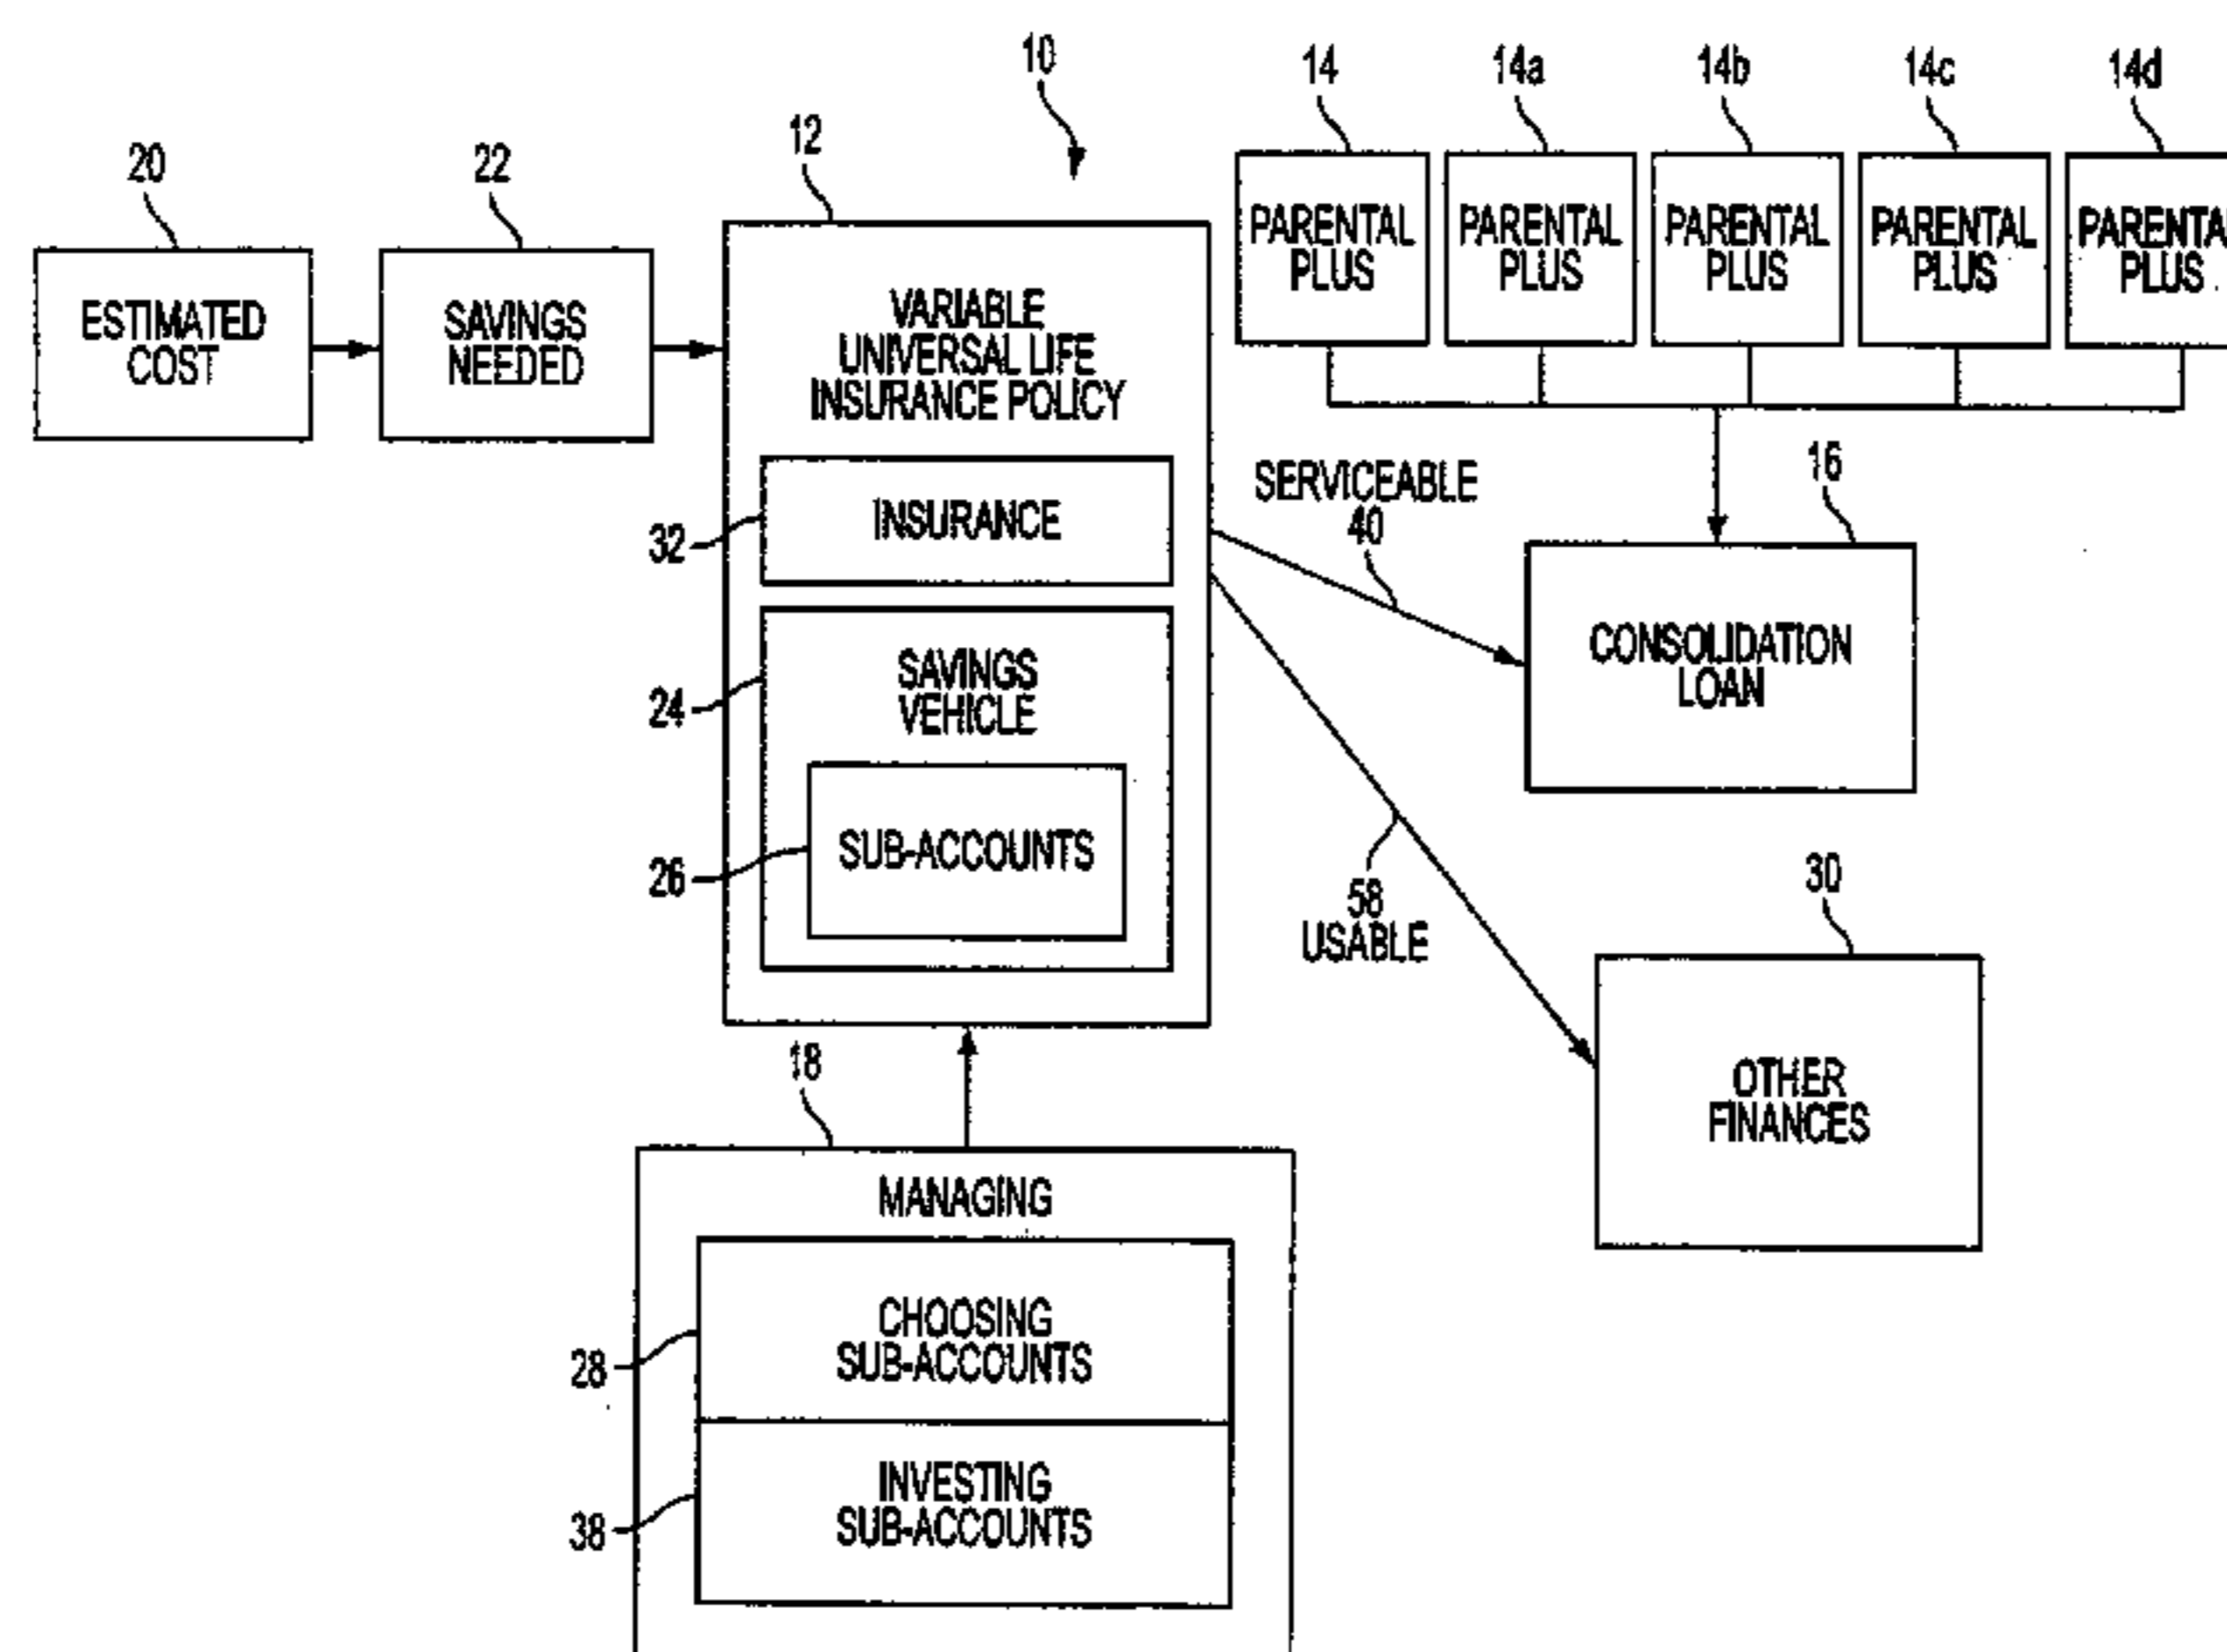 10
14
14a
14b
14c
14d
12
20
22
PARENTAL
PLUS
PARENTAL
PLUS
PARENTAL
PLUS
PARENTAL
PLUS
PARENTAL
PLUS
ESTIMATED
COST
SAVINGS
NEEDED
VARIABLE
UNIVERSAL LIFE
INSURANCE POLICY
32
INSURANCE
SERVICEABLE
40
16
CONSOLIDATION
LOAN
24
SAVINGS
VEHICLE
26
SUB-ACCOUNTS
58
USABLE
30
OTHER
FINANCES
18
MANAGING
28
CHOOSING
SUB-ACCOUNTS
38
INVESTING
SUB-ACCOUNTS